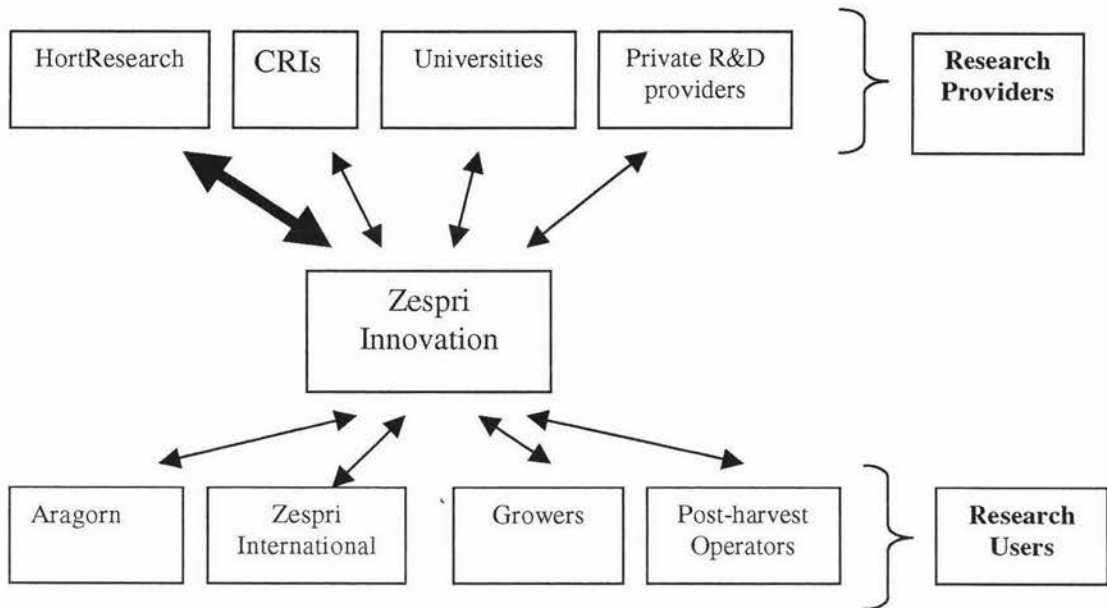 HortResearch
CRIs
Universities
Private R&D
providers
Research
Providers
Zespri
Innovation
Aragorn
Zespri
International
Growers
Post-harvest
Operators
Research
Users